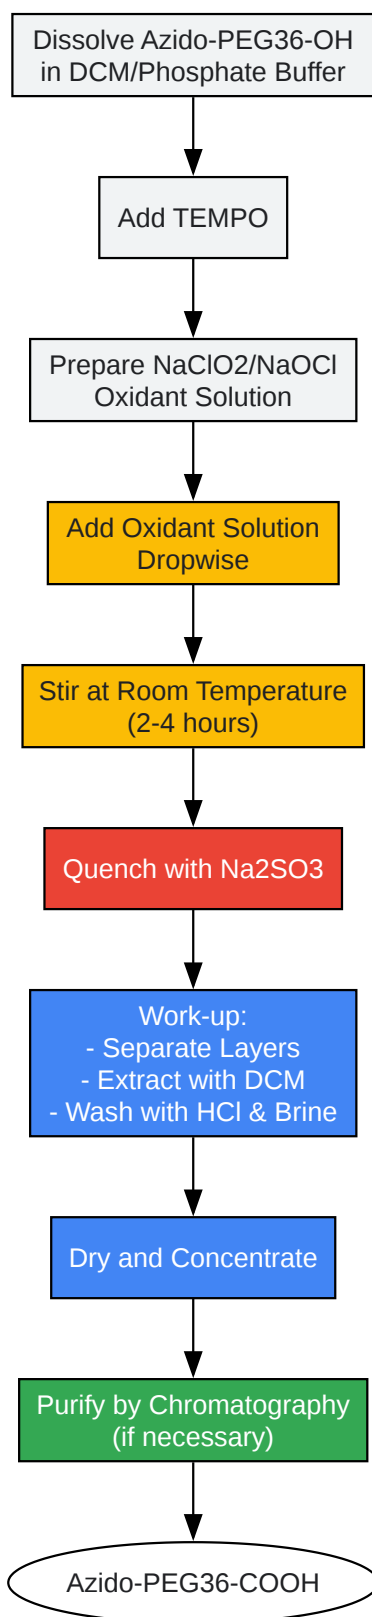 Dissolve Azido-PEG36-OH
in DCM/Phosphate Buffer
Add TEMPO
Prepare NaClO2/NaOCl
Oxidant Solution
Add Oxidant Solution
Dropwise
Stir at Room Temperature
(2-4 hours)
Quench with Na2SO3
Work-up:
- Separate Layers
- Extract with DCM
- Wash with HCl & Brine
Dry and Concentrate
Purify by Chromatography
(if necessary)
Azido-PEG36-COOH